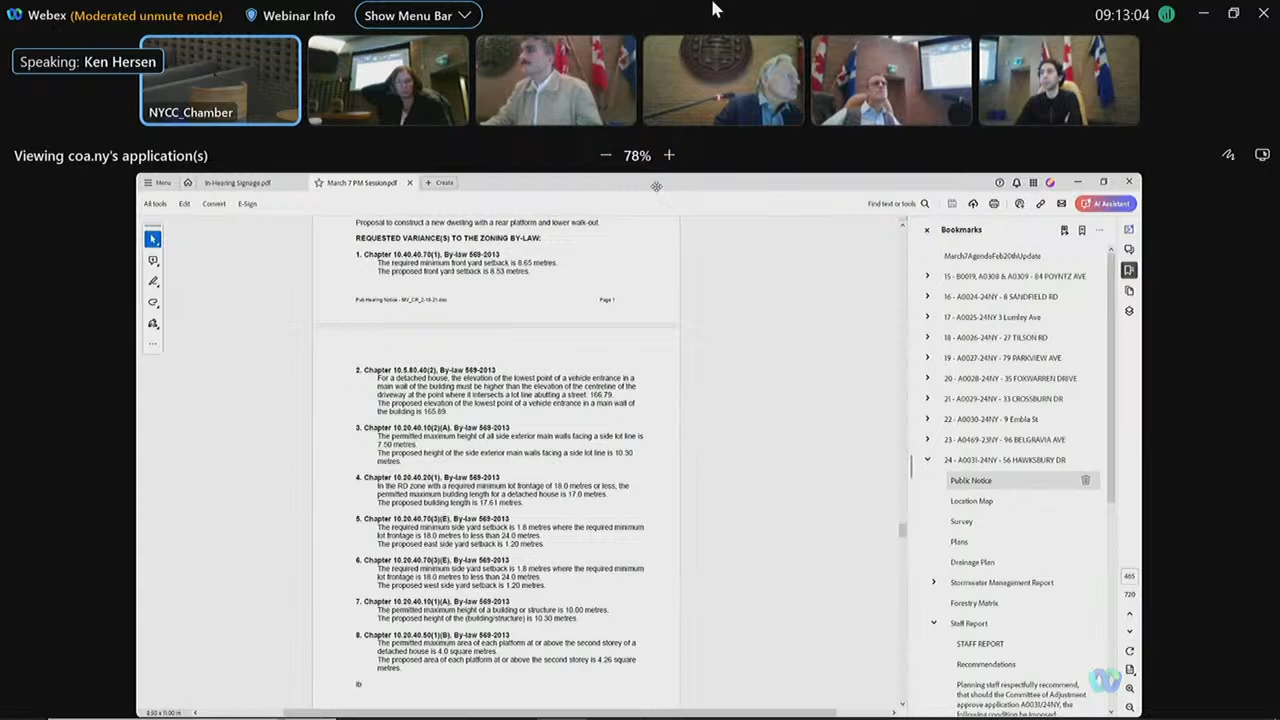 Webex (Moderated unmute mode) Webinar Info Show Menu Bar 09:13:04
Speaking: Ken Hersen
NYCC_Chamber
Viewing coa.ny's application(s) 78%
Menu In-Hearing Signage.pdf March 7 PM Session.pdf Create
All tools Edit Convert E-Sign Find text or tools AI Assistant
Proposal to construct a new dwelling with a rear platform and lower walk-out.
REQUESTED VARIANCE(S) TO THE ZONING BY-LAW:
1. Chapter 10.40.40.70(1), By-law 569-2013
The required minimum front yard setback is 8.65 metres.
The proposed front yard setback is 8.53 metres.
Page 1
2. Chapter 10.5.80.40(2), By-law 569-2013
For a detached house, the elevation of the lowest point of a vehicle entrance in a
main wall of the building must be higher than the elevation of the centreline of the
driveway at the point where it intersects a lot line abutting a street. 166.79.
The proposed elevation of the lowest point of a vehicle entrance in a main wall of
the building is 165.89.
3. Chapter 10.20.40.10(2)(A), By-law 569-2013
The permitted maximum height of all side exterior main walls facing a side lot line is
7.50 metres.
The proposed height of the side exterior main walls facing a side lot line is 10.30
metres.
4. Chapter 10.20.40.20(1), By-law 569-2013
In the RD zone with a required minimum lot frontage of 18.0 metres or less, the
permitted maximum building length for a detached house is 17.0 metres.
The proposed building length is 17.61 metres.
5. Chapter 10.20.40.70(3)(E), By-law 569-2013
The required minimum side yard setback is 1.8 metres where the required minimum
lot frontage is 18.0 metres to less than 24.0 metres.
The proposed east side yard setback is 1.20 metres.
6. Chapter 10.20.40.70(3)(E), By-law 569-2013
The required minimum side yard setback is 1.8 metres where the required minimum
lot frontage is 18.0 metres to less than 24.0 metres.
The proposed west side yard setback is 1.20 metres.
7. Chapter 10.20.40.10(1)(A), By-law 569-2013
The permitted maximum height of a building or structure is 10.00 metres.
The proposed height of the (building/structure) is 10.30 metres.
8. Chapter 10.20.40.50(1)(B), By-law 569-2013
The permitted maximum area of each platform at or above the second storey of a
detached house is 4.0 square metres.
The proposed area of each platform at or above the second storey is 4.26 square
metres.
8.50 x 11.00 in
Bookmarks
March7AgendaFeb20thUpdate
15 - B0019, A0308 & A0309 - 84 POYNTZ AVE
16 - A0024-24NY - 8 SANDFIELD RD
17 - A0025-24NY 3 Lumley Ave
18 - A0026-24NY - 27 TILSON RD
19 - A0027-24NY - 79 PARKVIEW AVE
20 - A0028-24NY - 35 FOXWARREN DRIVE
21 - A0029-24NY - 33 CROSSBURN DR
22 - A0030-24NY - 9 Embla St
23 - A0469-23NY - 96 BELGRAVIA AVE
24 - A0031-24NY - 56 HAWKSBURY DR
Public Notice
Location Map
Survey
Plans
Drainage Plan
Stormwater Management Report
Forestry Matrix
Staff Report
STAFF REPORT
Recommendations
Planning staff respectfully recommend,
that should the Committee of Adjustment
approve application A0031/24NY, the
following condition be imposed
465
720